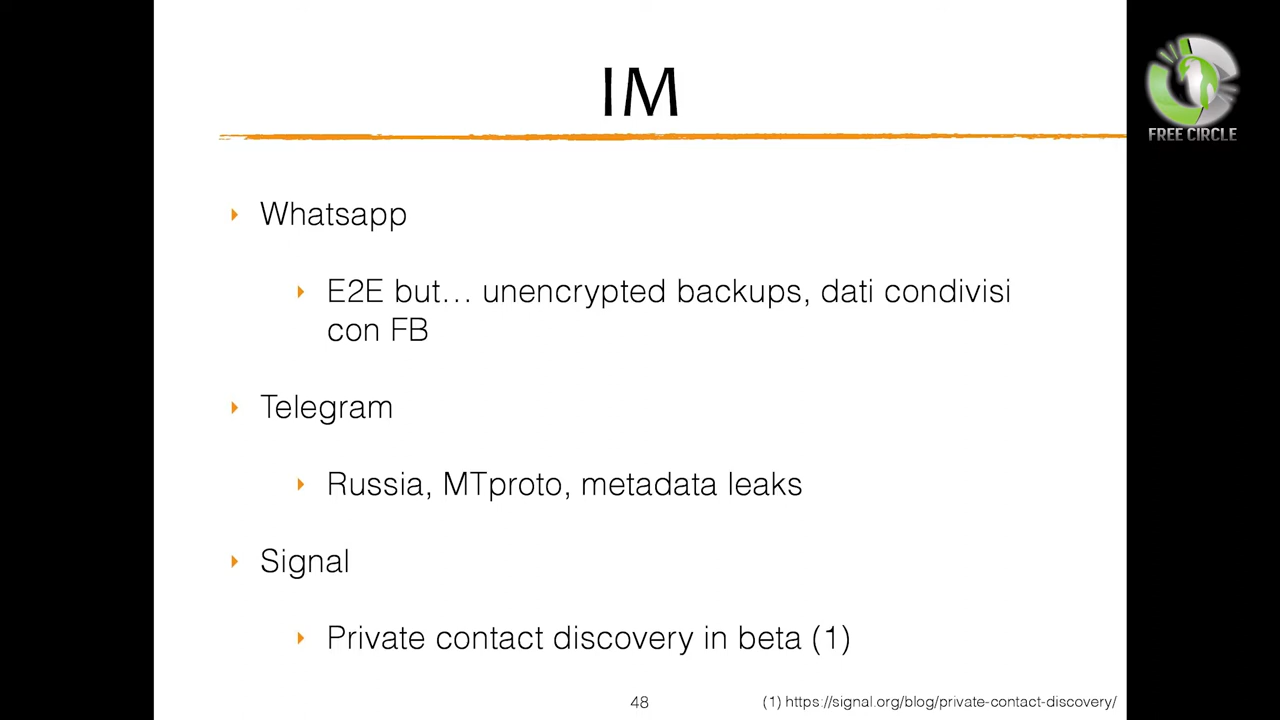 IM
FREE CIRCLE
Whatsapp
E2E but... unencrypted backups, dati condivisi
con FB
Telegram
Russia, MTproto, metadata leaks
Signal
Private contact discovery in beta (1)
48
(1) https://signal.org/blog/private-contact-discovery/